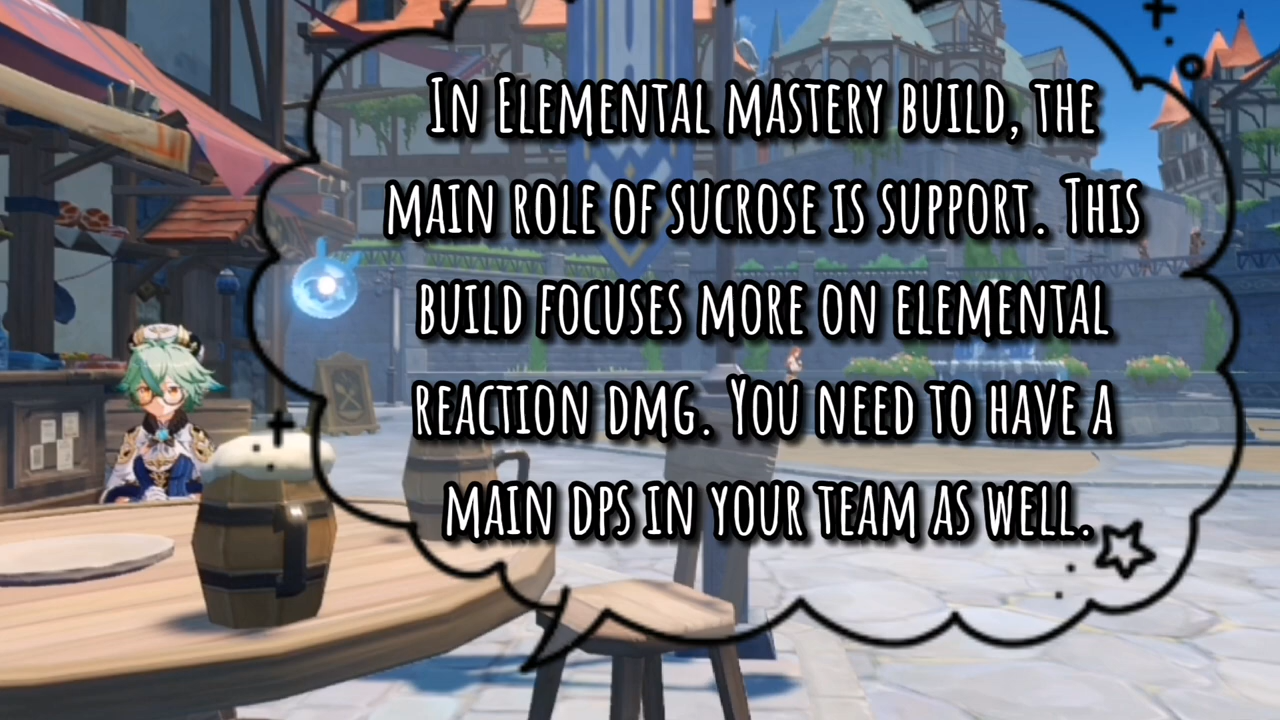 In Elemental mastery build, the
main role of sucrose is support. This
build focuses more on elemental
reaction dmg. You need to have a
main dps in your team as well.